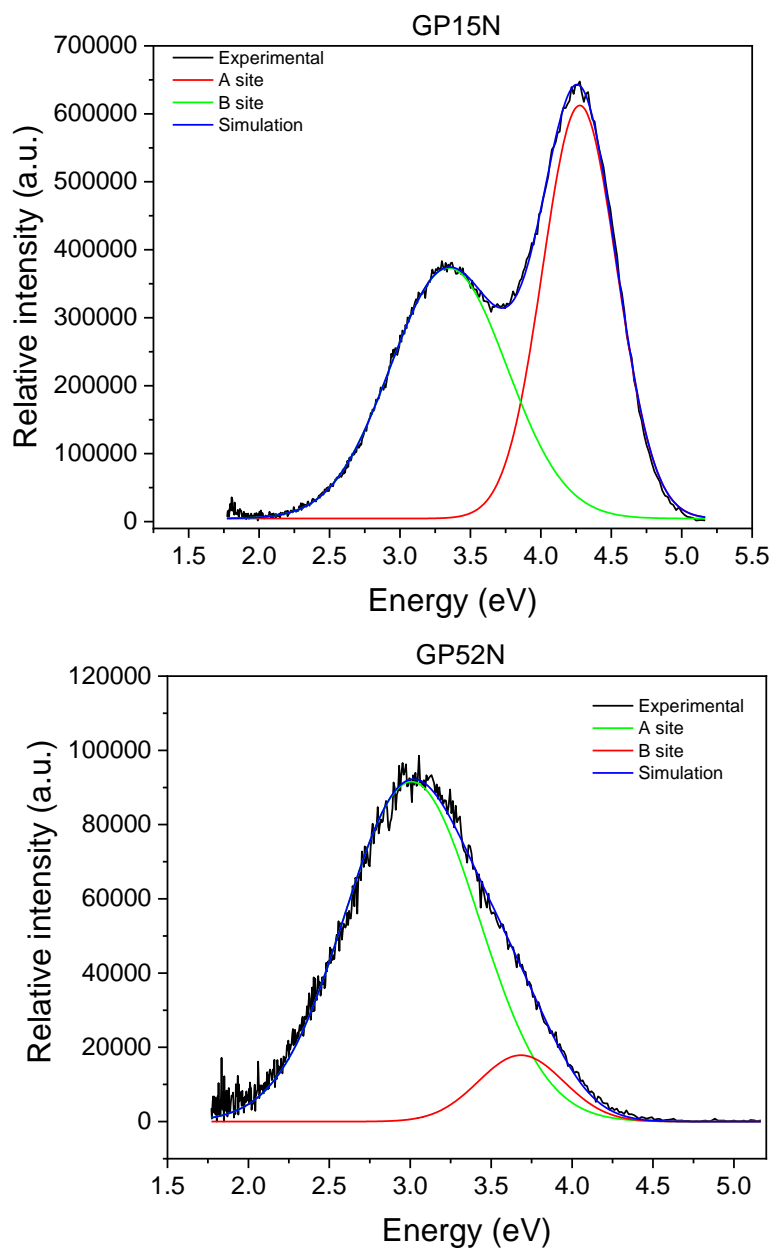 GP15N
700000
600000
500000
400000
300000
200000
100000
0
Relative intensity (a.u.)
Experimental
A site
B site
Simulation
1.5 2.0 2.5 3.0 3.5 4.0 4.5 5.0 5.5
Energy (eV)
GP52N
120000
100000
80000
60000
40000
20000
0
Relative intensity (a.u.)
Experimental
A site
B site
Simulation
1.5 2.0 2.5 3.0 3.5 4.0 4.5 5.0
Energy (eV)